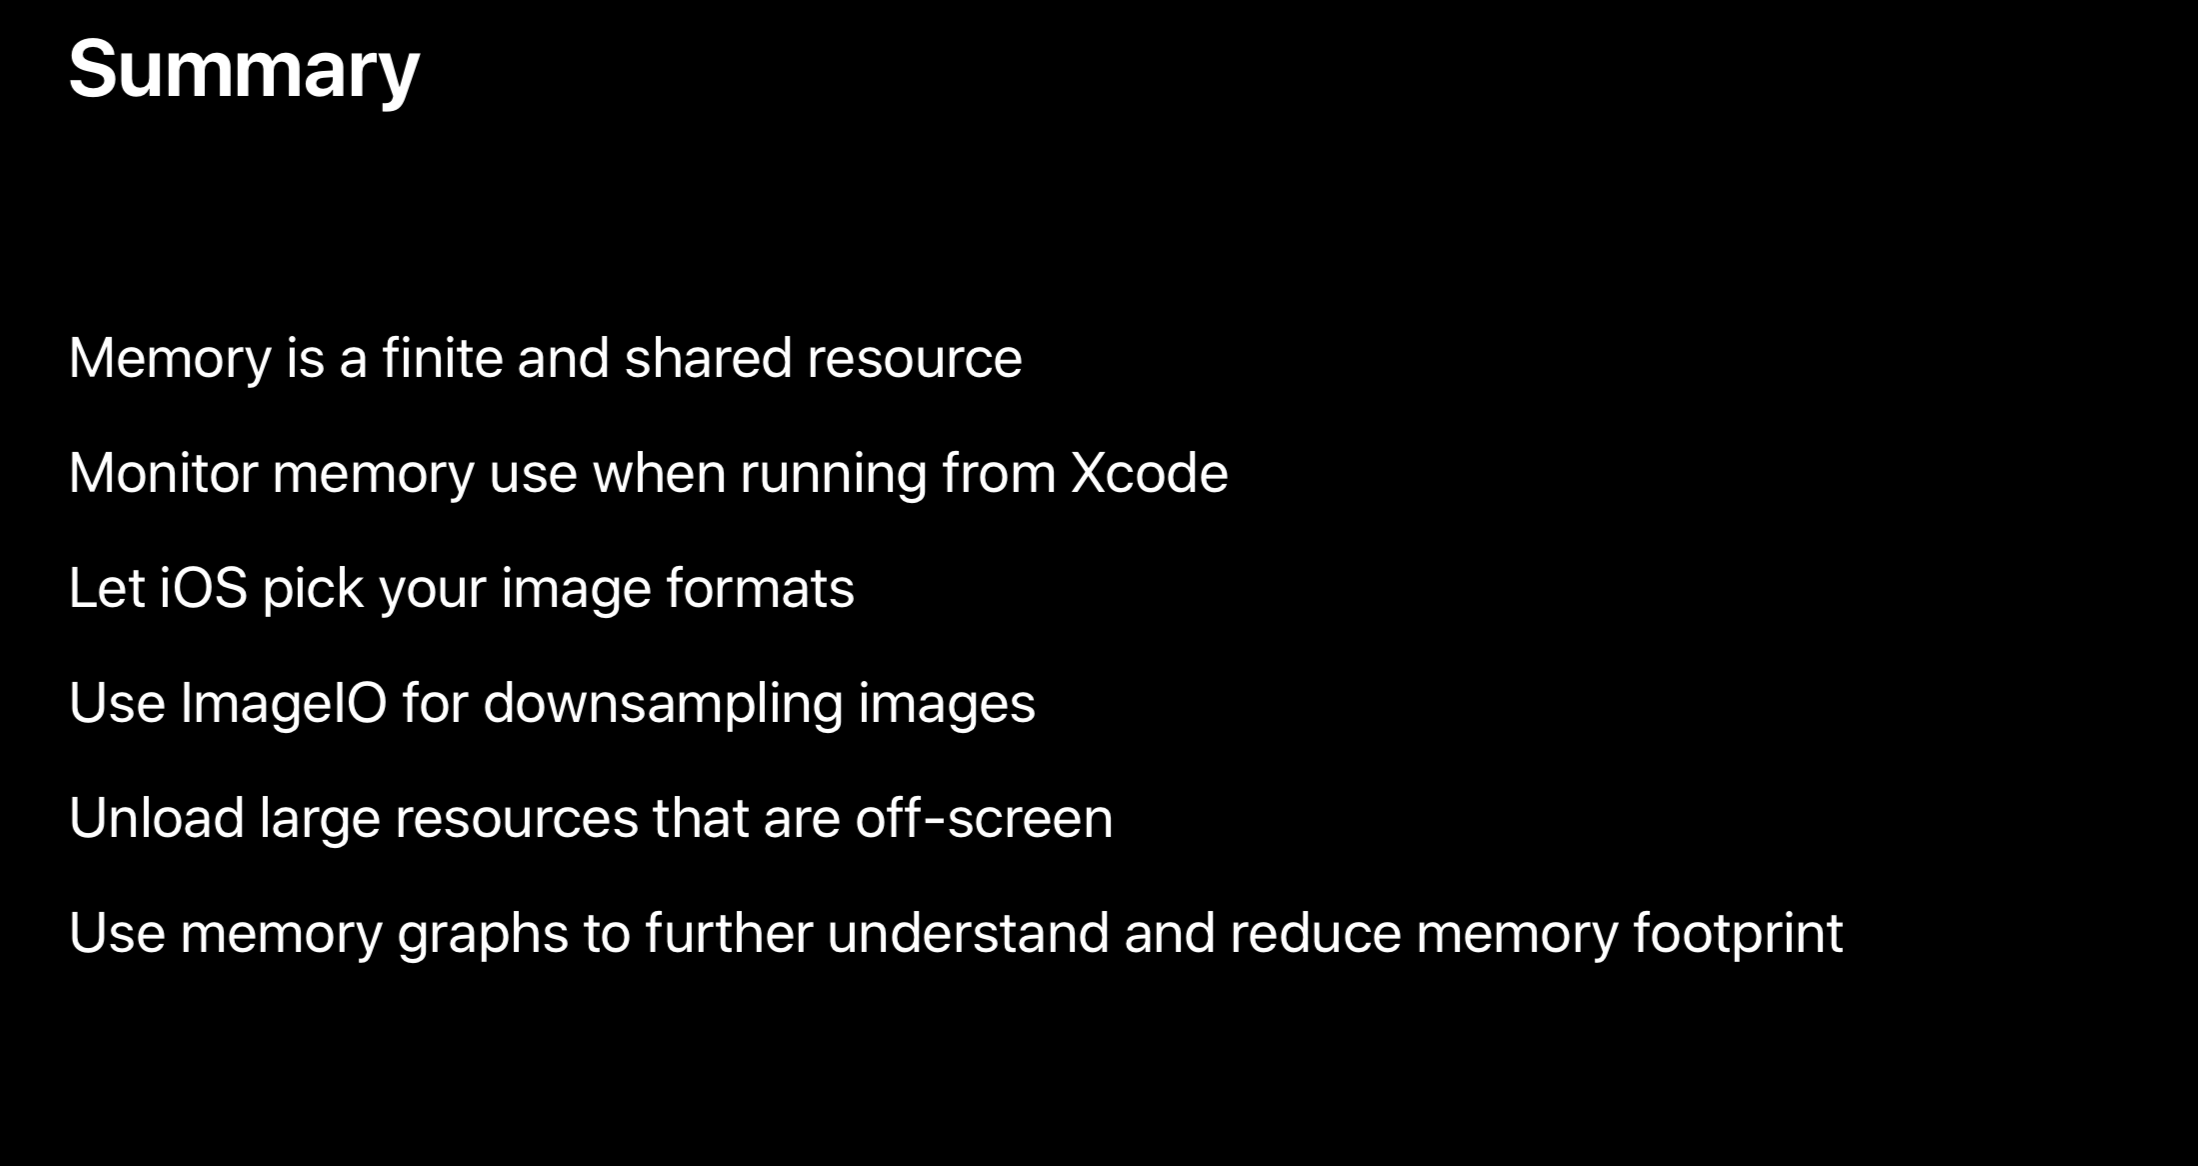 Summary
Memory is a finite and shared resource
Monitor memory use when running from Xcode
Let iOS pick your image formats
Use ImageIO for downsampling images
Unload large resources that are off-screen
Use memory graphs to further understand and reduce memory footprint